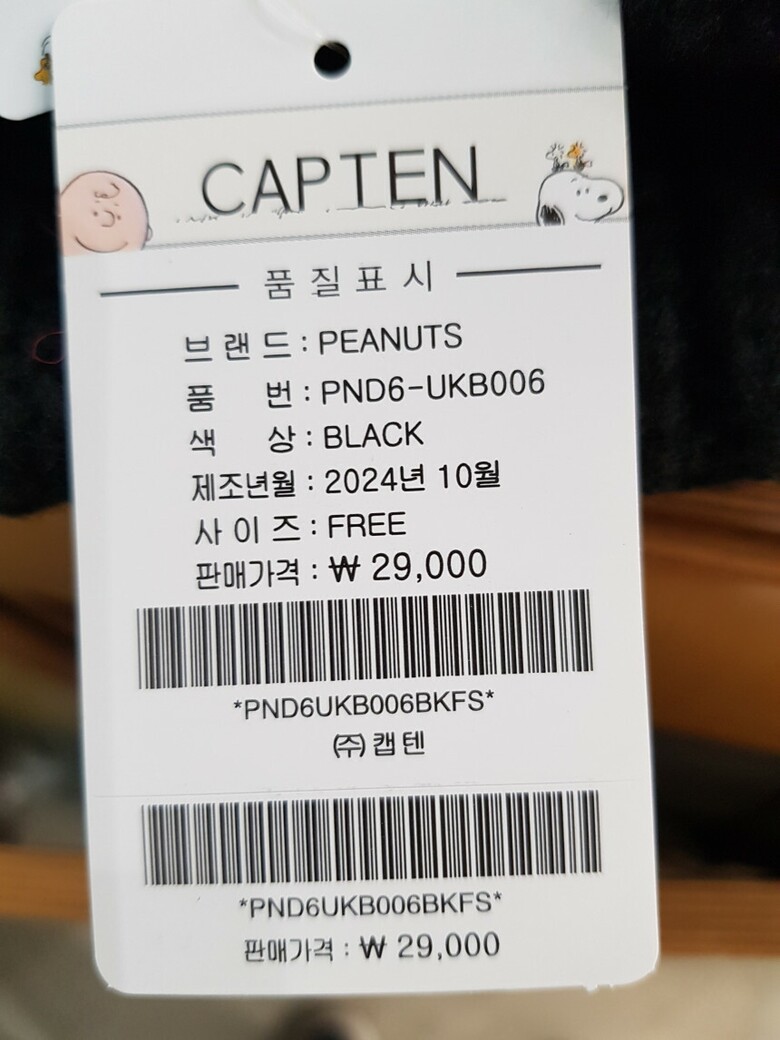 CAPTEN
품질표시
브랜드 : PEANUTS
품 번 : PND6-UKB006
색 상 : BLACK
제조년월 : 2024년 10월
사이즈 : FREE
판매가격 : ₩ 29,000
*PND6UKB006BKFS*
㈜캡텐
*PND6UKB006BKFS*
판매가격 : ₩ 29,000